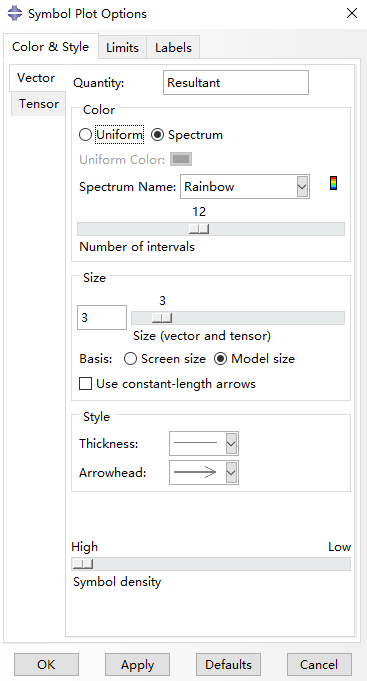 Symbol Plot Options
Color & Style Limits Labels
Vector
Tensor
Quantity: Resultant
Color
Uniform Spectrum
Uniform Color:
Spectrum Name: Rainbow
12
Number of intervals
Size
3 3
Size (vector and tensor)
Basis: Screen size Model size
Use constant-length arrows
Style
Thickness:
Arrowhead:
High Low
Symbol density
OK Apply Defaults Cancel